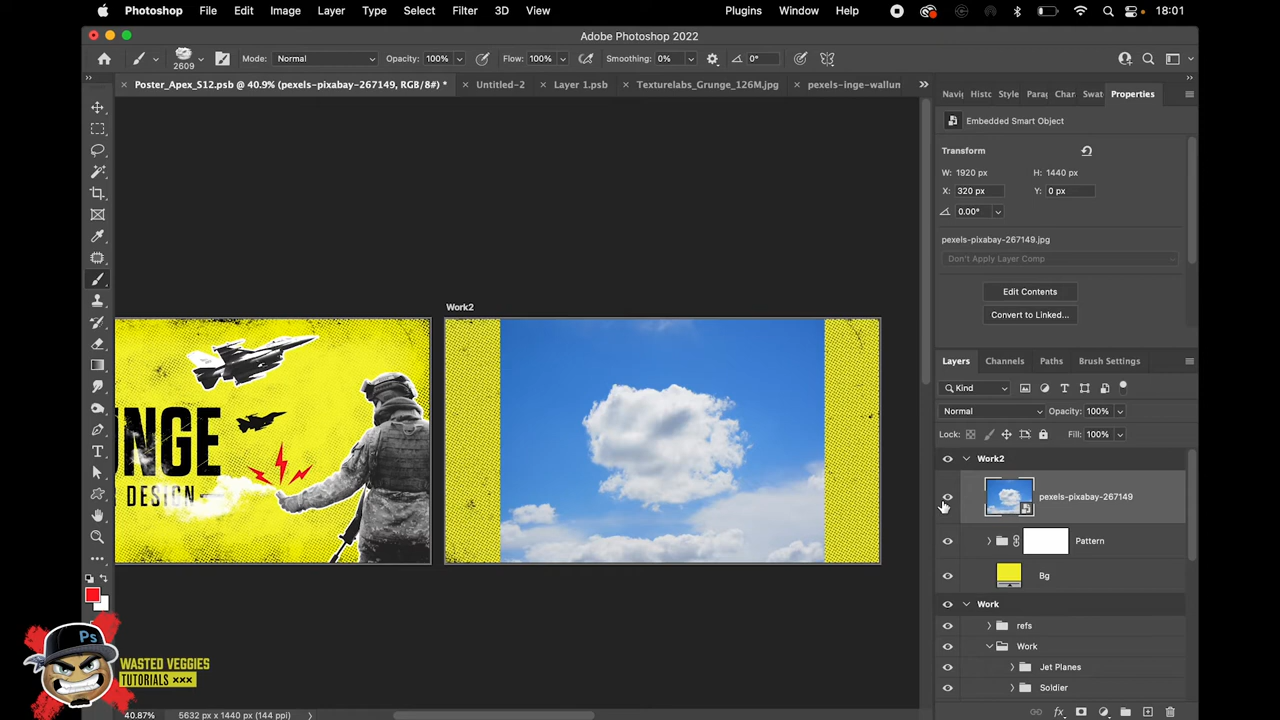 Photoshop File Edit Image Layer Type Select Filter 3D View Plugins Window Help 18:01
Adobe Photoshop 2022
2609 Mode: Normal Opacity: 100% Flow: 100% Smoothing: 0% 0°
Poster_Apex_S12.psb @ 40.9% (pexels-pixabay-267149, RGB/8#) * Untitled-2 Layer 1.psb Texturelabs_Grunge_126M.jpg pexels-inge-wallun
Navi Histo Style Para Char Swat Properties
Embedded Smart Object
Transform
W: 1920 px H: 1440 px
X: 320 px Y: 0 px
0.00°
pexels-pixabay-267149.jpg
Don't Apply Layer Comp
Edit Contents
Convert to Linked...
Work2
UNGE
DESIGN
Layers Channels Paths Brush Settings
Kind
Normal Opacity: 100%
Lock: Fill: 100%
Work2
pexels-pixabay-267149
Pattern
Bg
Work
refs
Work
Jet Planes
Soldier
Ps
WASTED VEGGIES
TUTORIALS ×××
40.87% 5632 px x 1440 px (144 ppi)